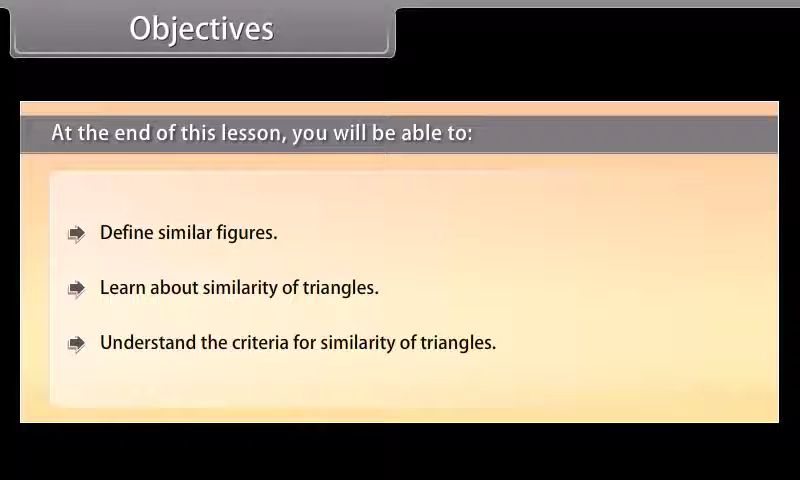 Objectives
At the end of this lesson, you will be able to:
Define similar figures.
Learn about similarity of triangles.
Understand the criteria for similarity of triangles.